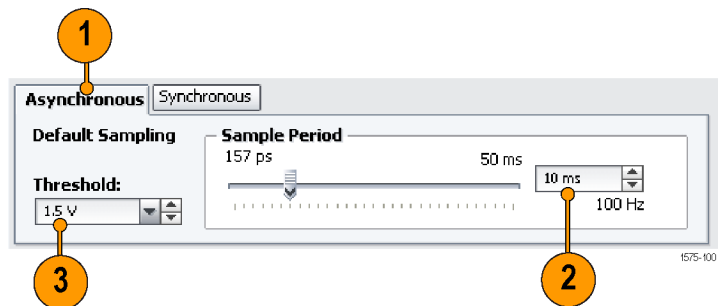 1
Asynchronous Synchronous
Default Sampling
Sample Period
157 ps 50 ms
10 ms
100 Hz
Threshold:
1.5 V
3
2
1575-100